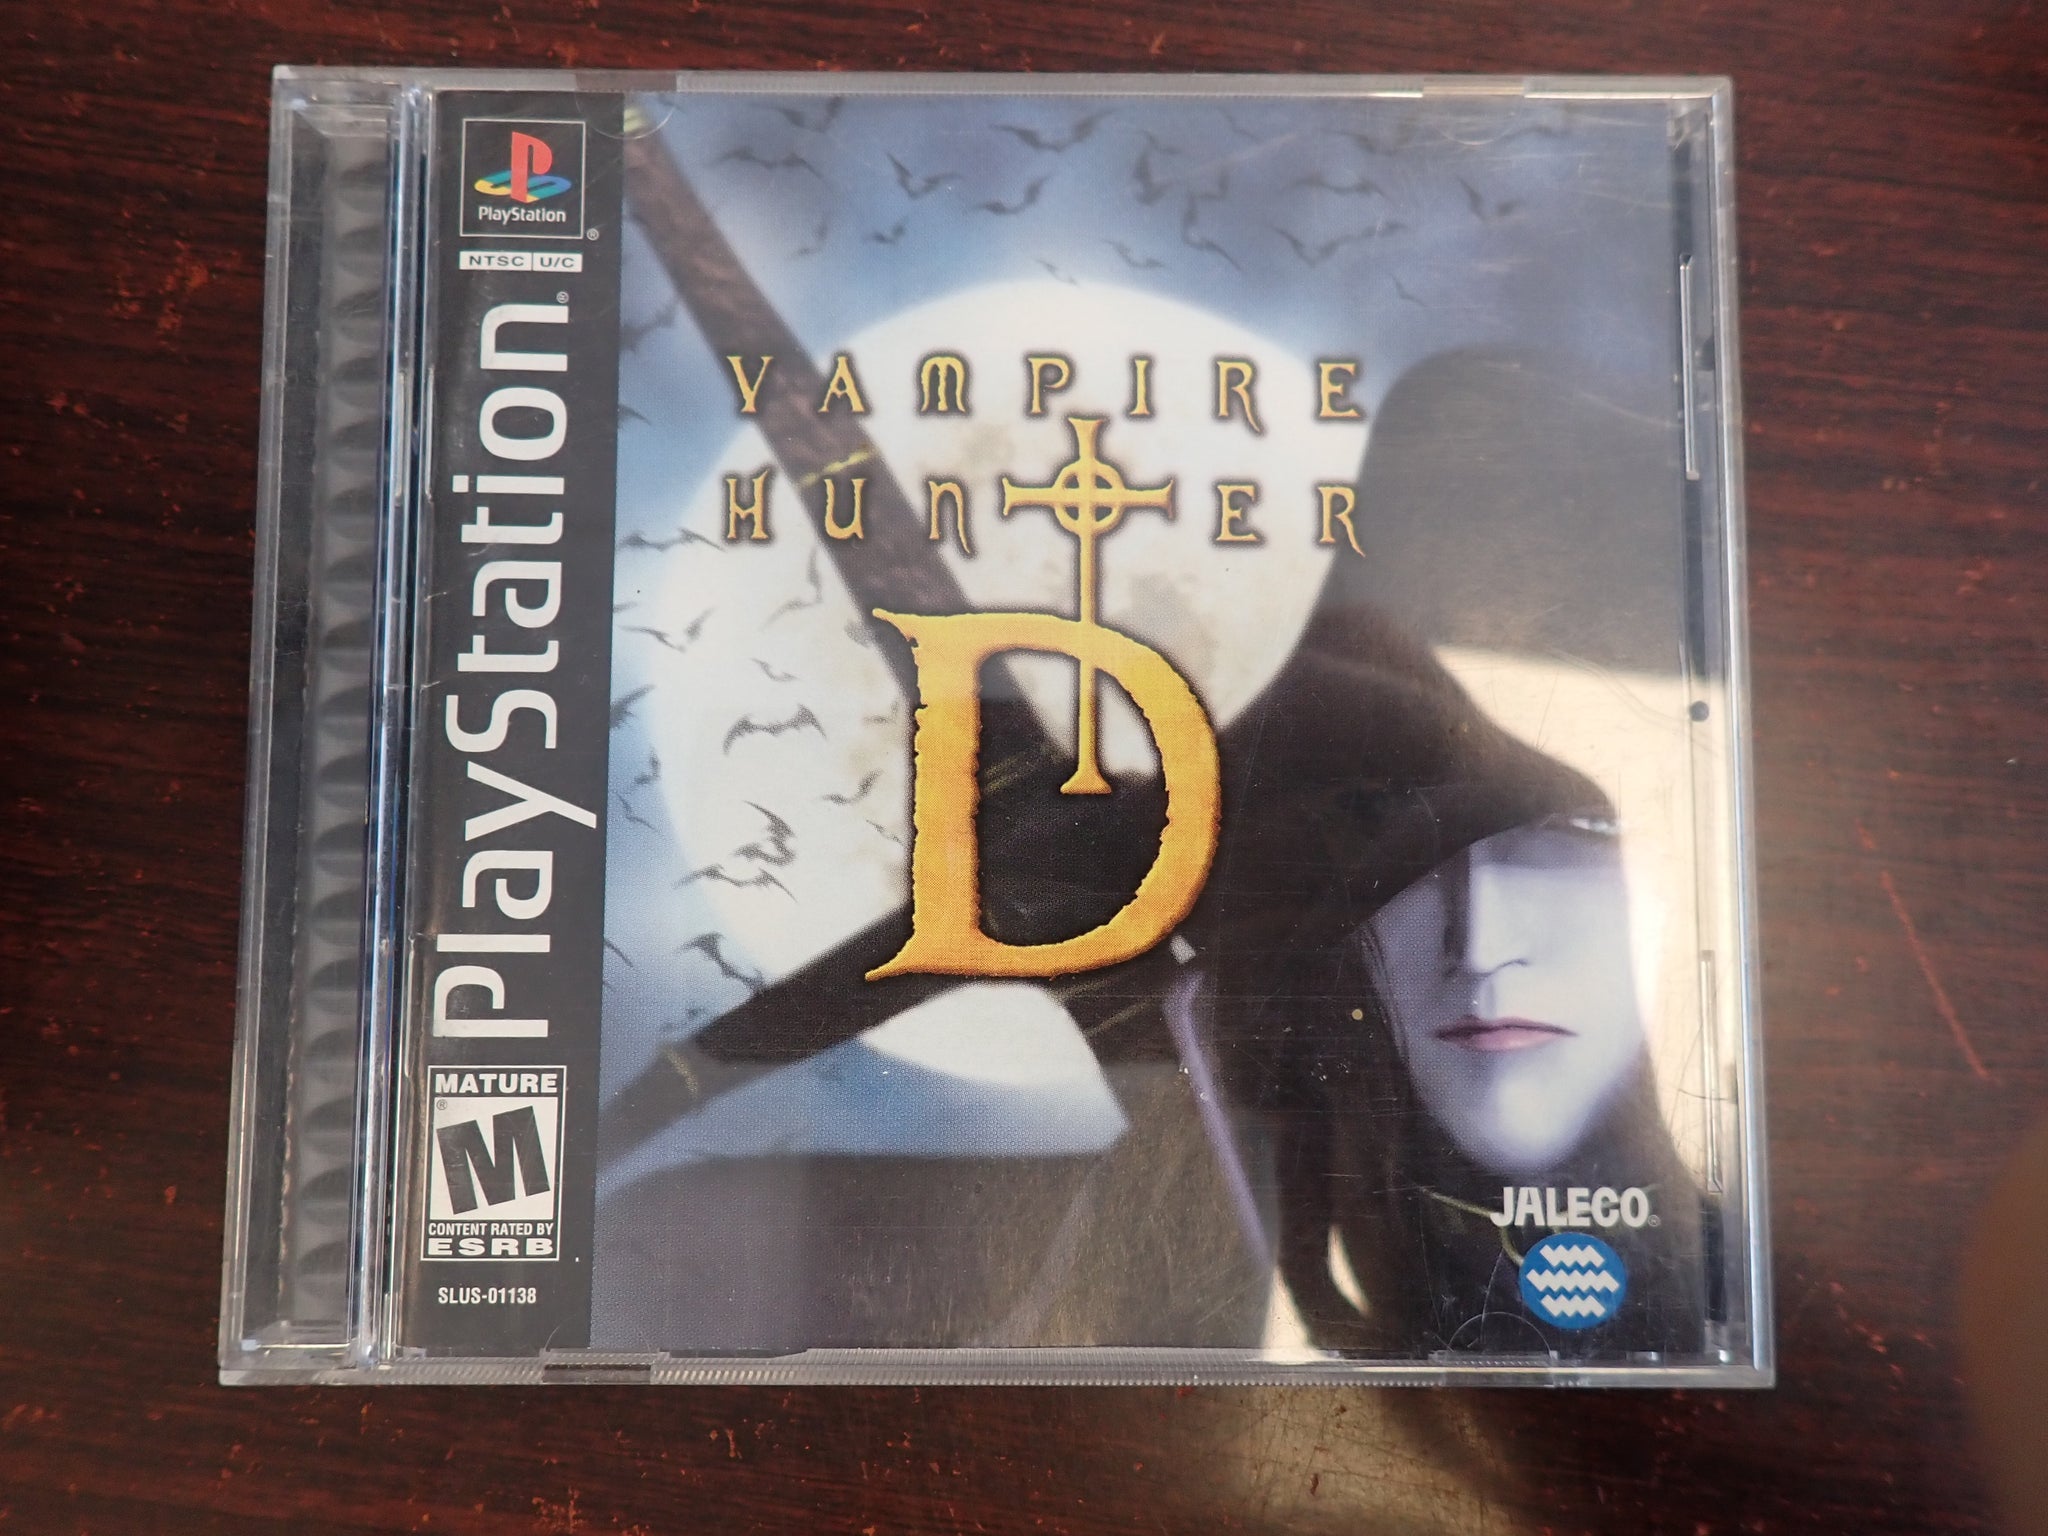 PlayStation
®
NTSC U/C
PlayStation®
MATURE
M
®
CONTENT RATED BY
ESRB
SLUS-01138
VAMPIRE
HUNTER
D
JALECO®